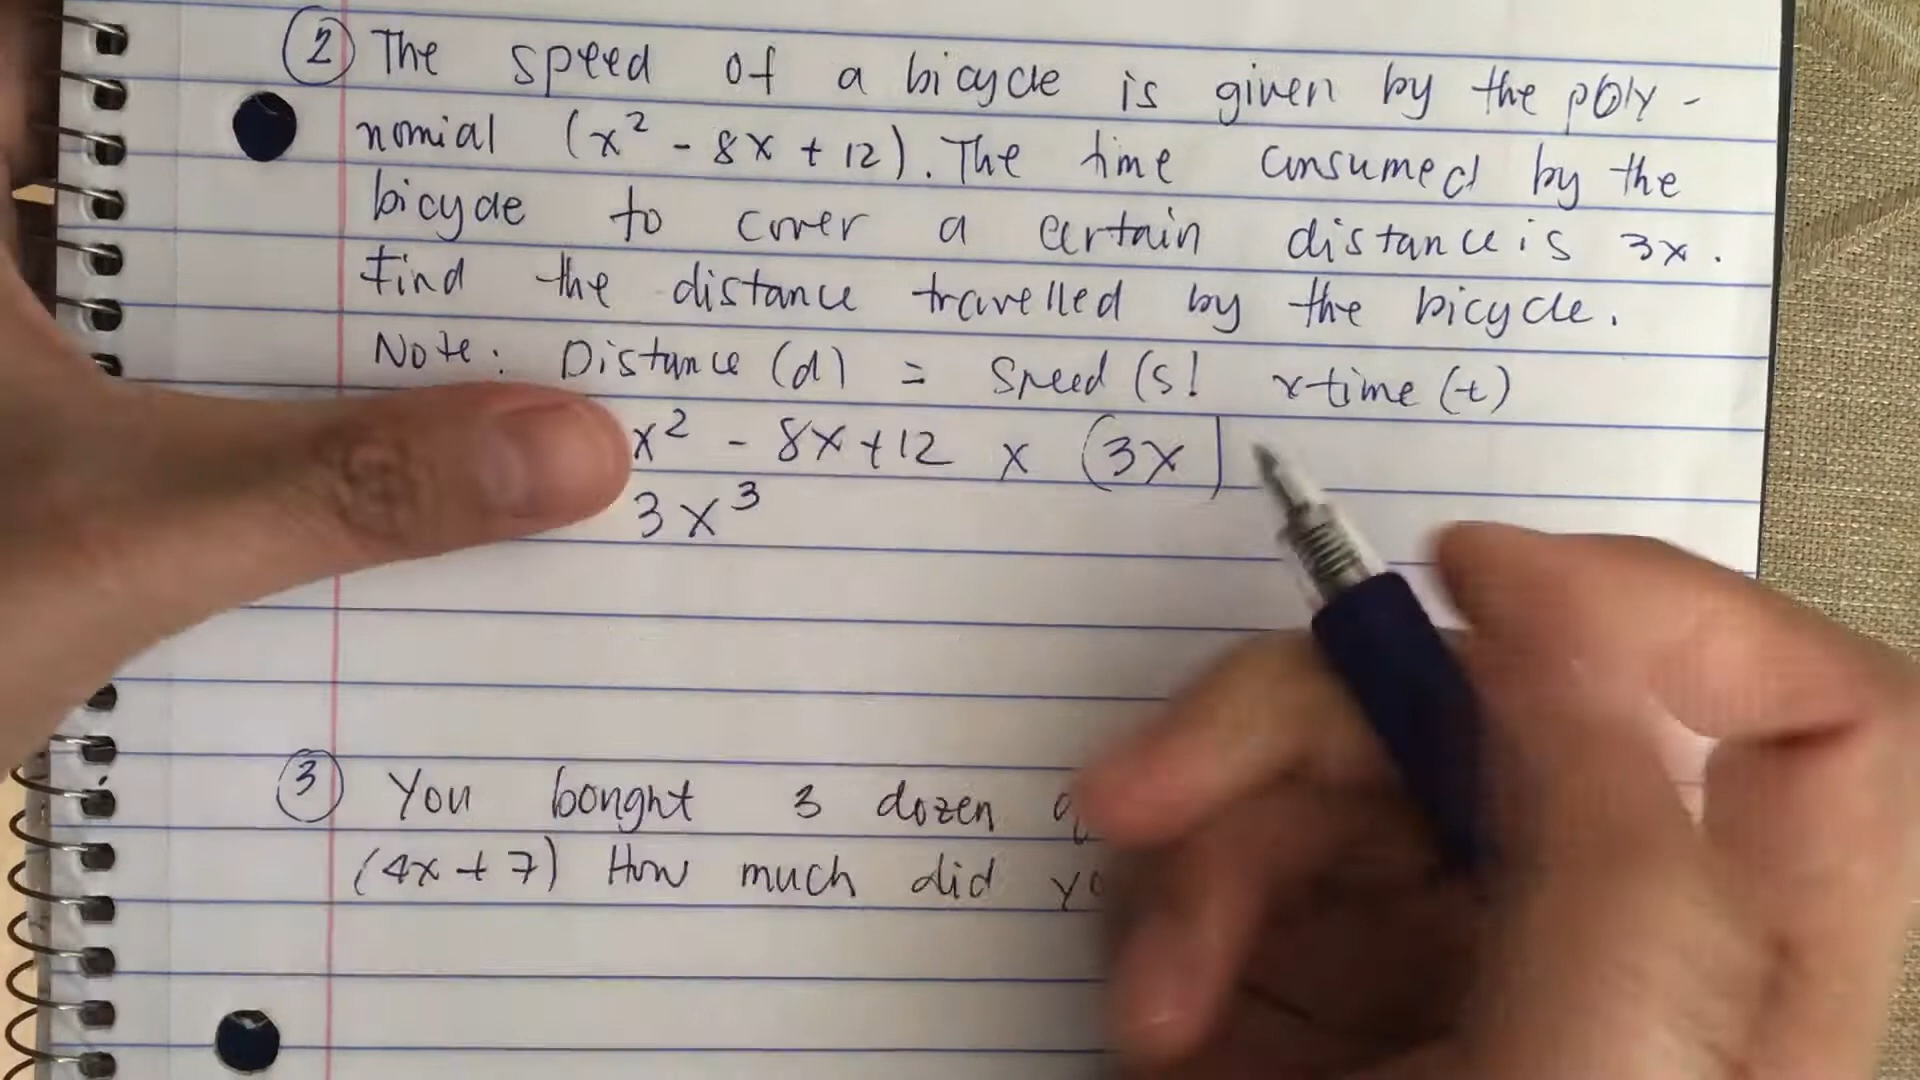 2 The speed of a bicycle is given by the poly-
nomial (x² - 8x + 12). The time consumed by the
bicycle to cover a certain distance is 3x.
Find the distance travelled by the bicycle.
Note: Distance (d) = Speed (s) x time (t)
x² - 8x + 12 x (3x)
3x³
3 You bought 3 dozen
(4x + 7) How much did